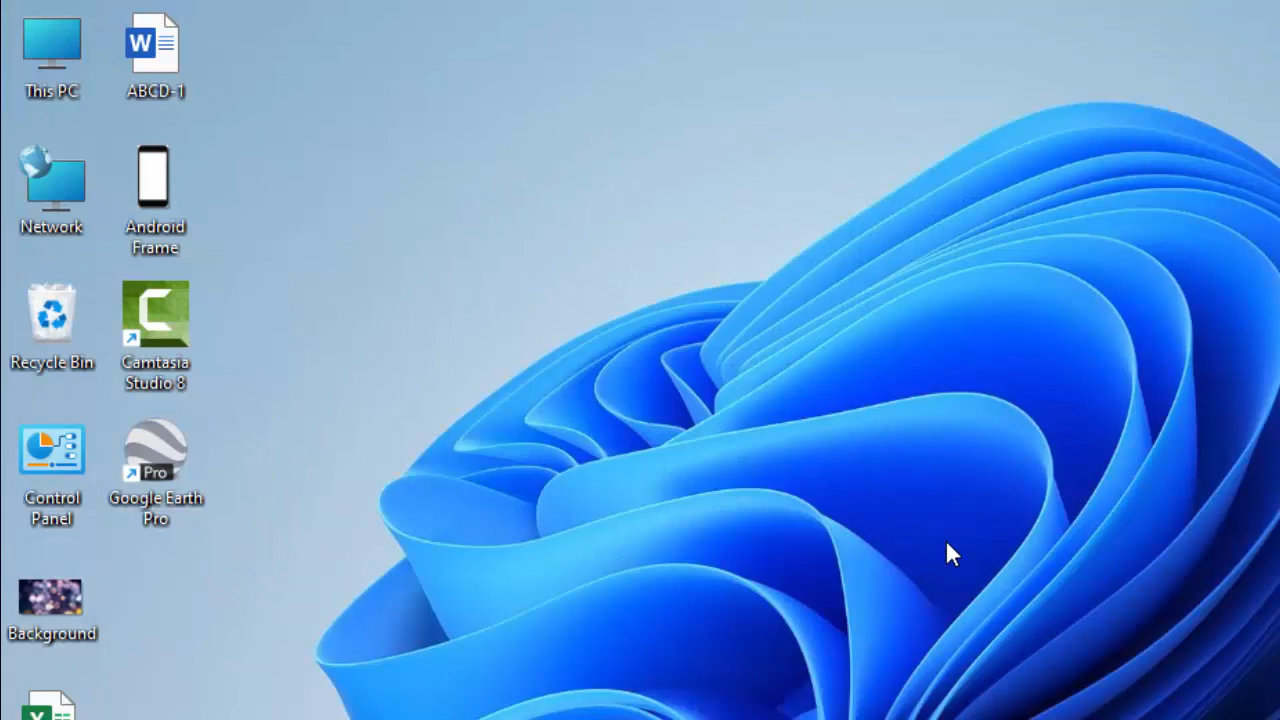 This PC
W
ABCD-1
Network
Android
Frame
Recycle Bin
C
Camtasia
Studio 8
Control
Panel
Pro
Google Earth
Pro
Background
X